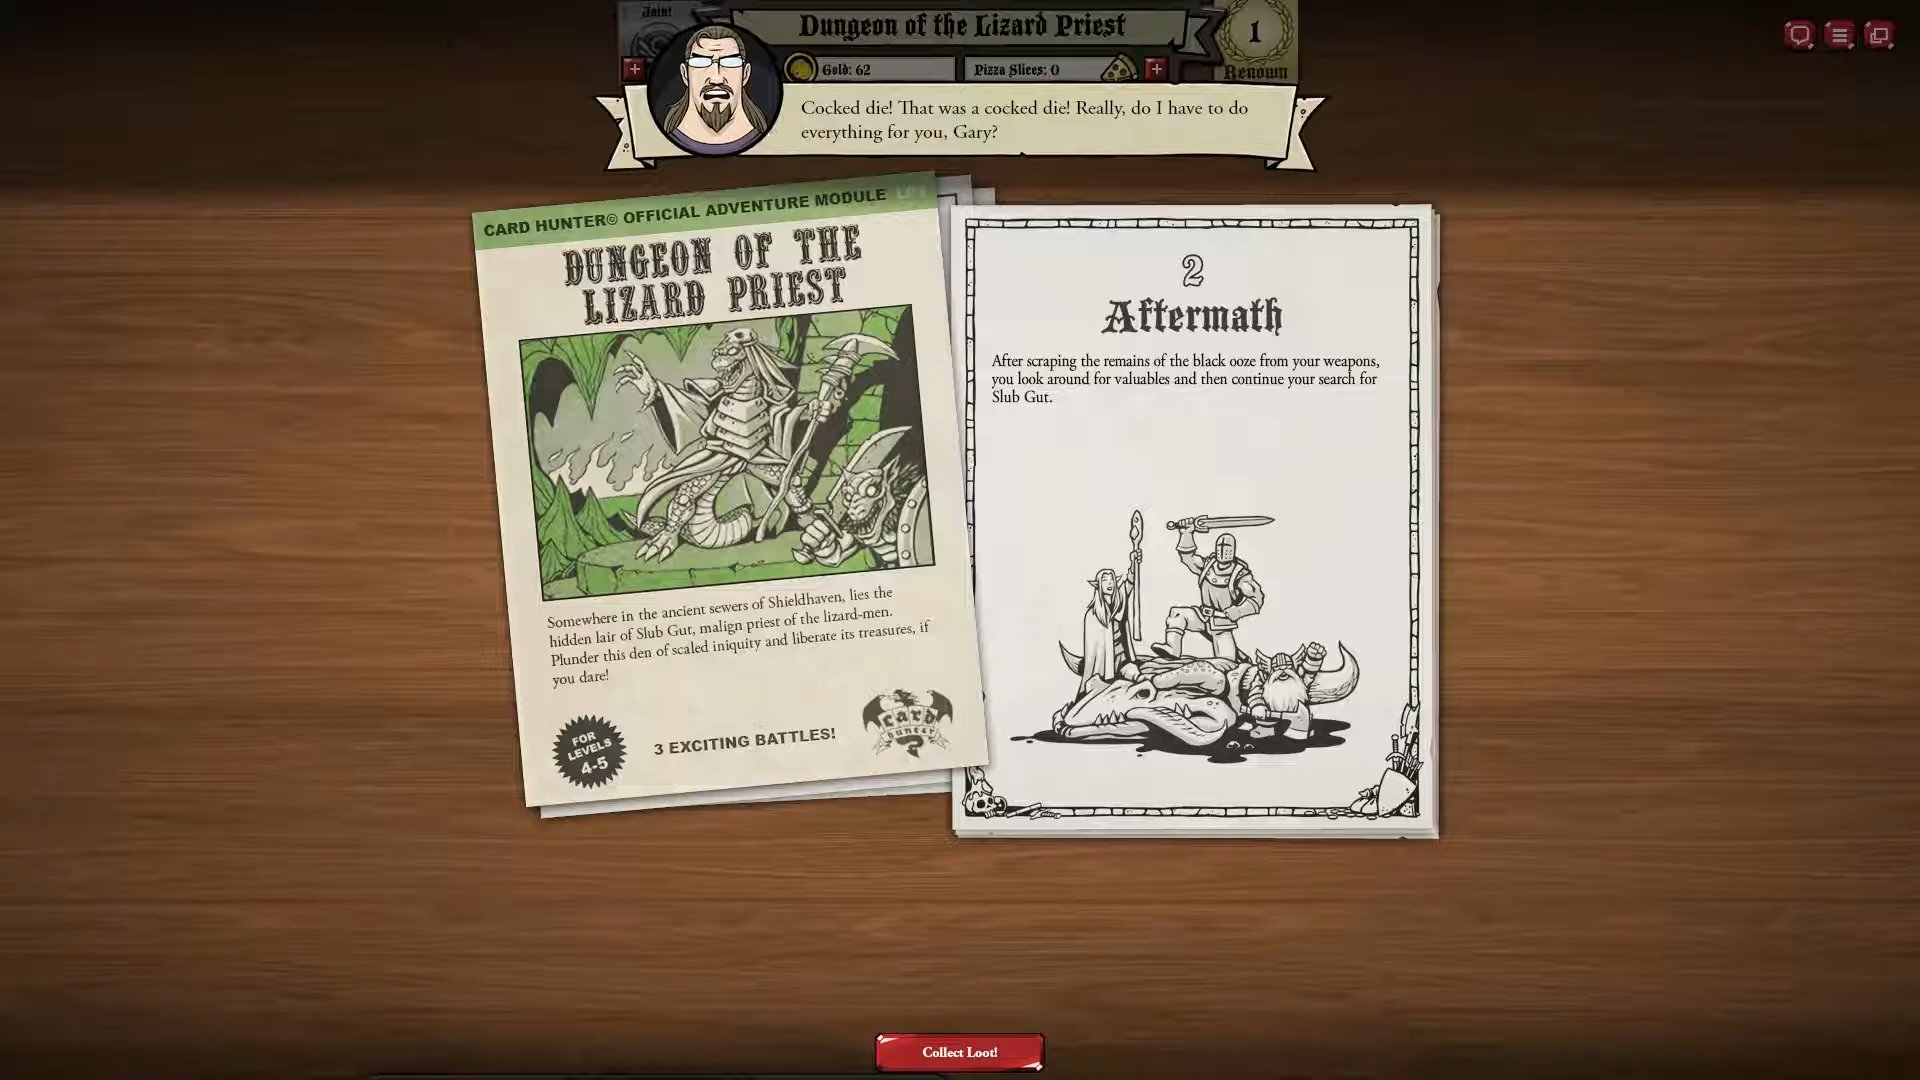 Joint
Dungeon of the Lizard Priest
1
Gold: 62
Pizza Slices: 0
Renown
Cocked die! That was a cocked die! Really, do I have to do
everything for you, Gary?
CARD HUNTER© OFFICIAL ADVENTURE MODULE
DUNGEON OF THE
LIZARD PRIEST
Somewhere in the ancient sewers of Shieldhaven, lies the
hidden lair of Slub Gut, malign priest of the lizard-men.
Plunder this den of scaled iniquity and liberate its treasures, if
you dare!
FOR
LEVELS
4-5
3 EXCITING BATTLES!
card
hunter
2
Aftermath
After scraping the remains of the black ooze from your weapons,
you look around for valuables and then continue your search for
Slub Gut.
Collect Loot!